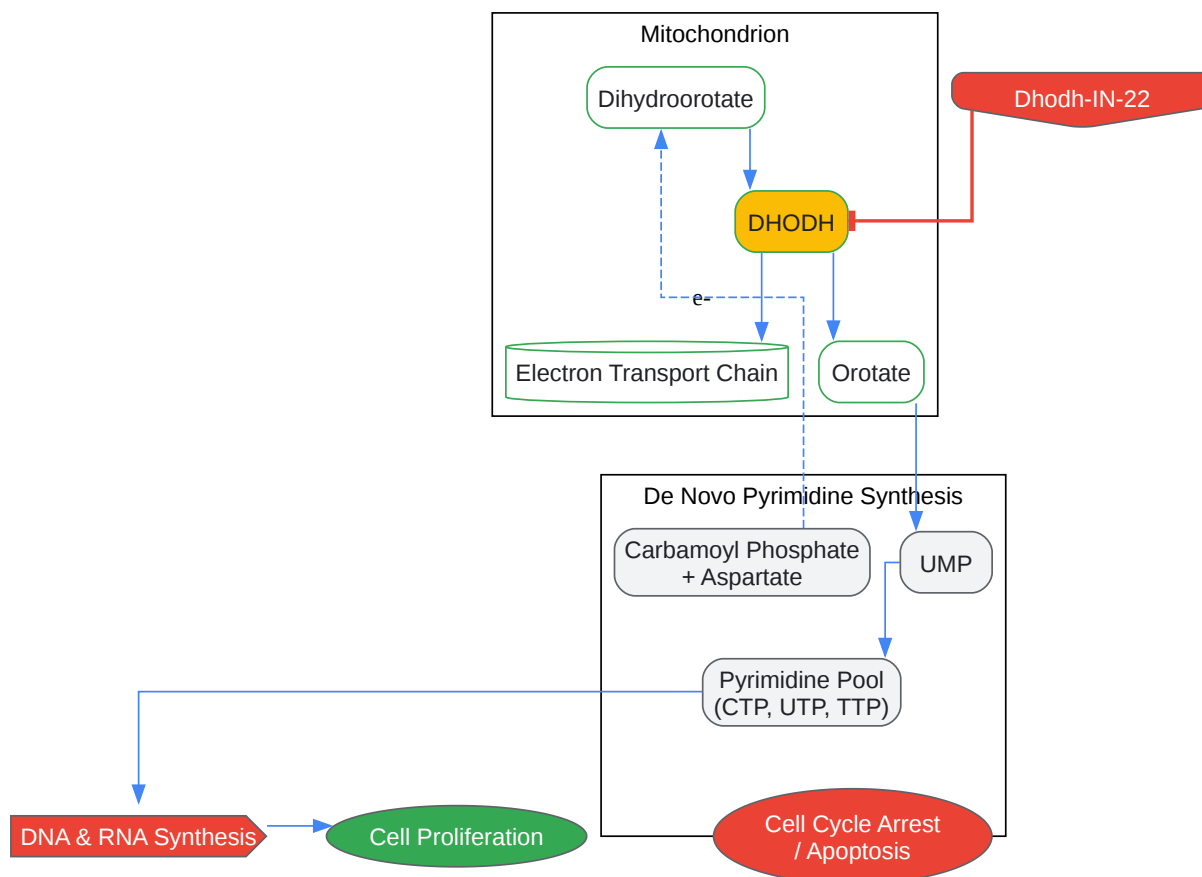 Mitochondrion
Dihydroorotate
Dhodh-IN-22
DHODH
e-
Electron Transport Chain
Orotate
De Novo Pyrimidine Synthesis
Carbamoyl Phosphate
+ Aspartate
UMP
Pyrimidine Pool
(CTP, UTP, TTP)
DNA & RNA Synthesis
Cell Proliferation
Cell Cycle Arrest
/ Apoptosis